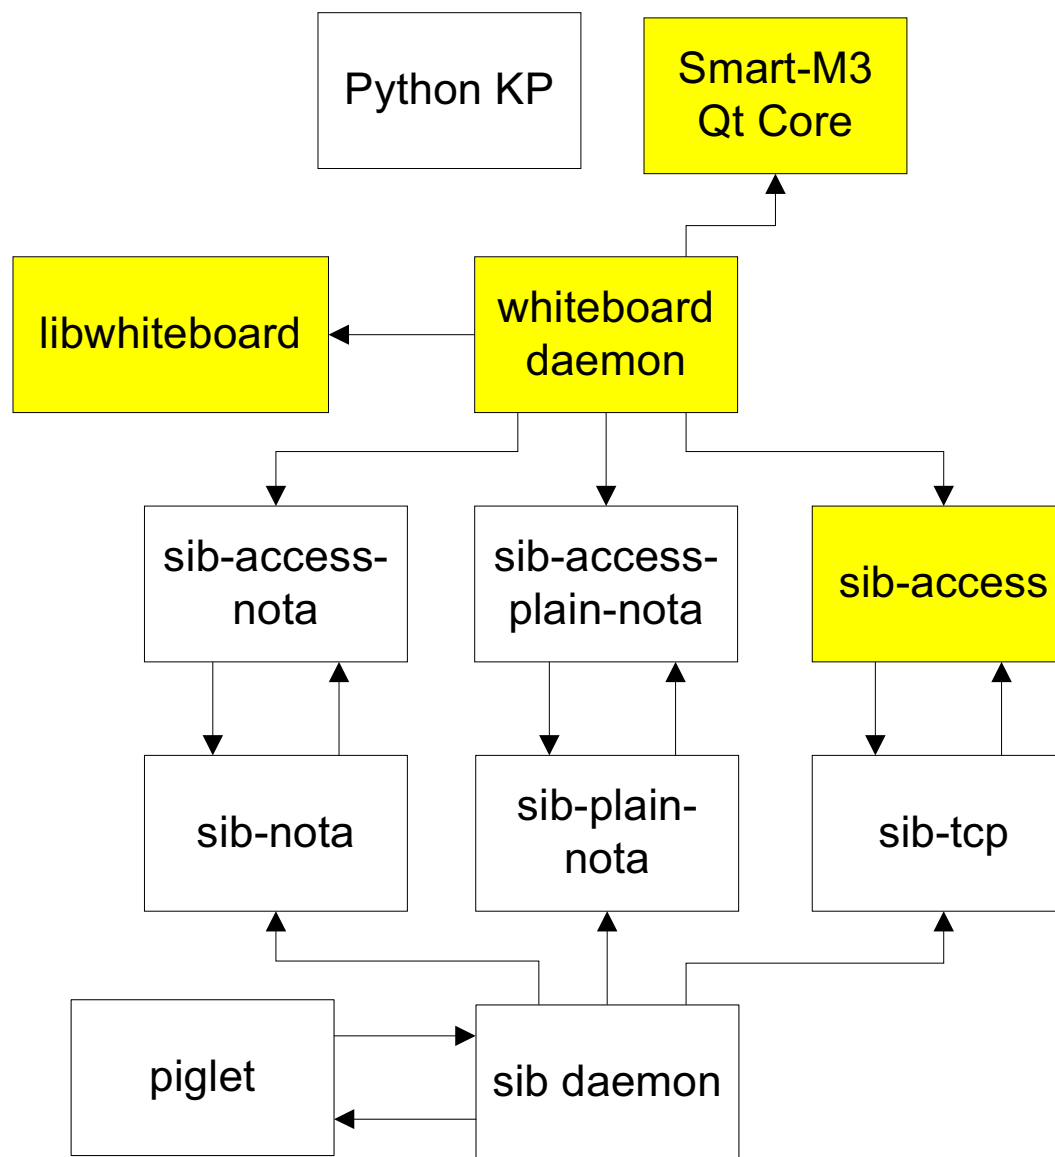 Python KP
Smart-M3
Qt Core
libwhiteboard
whiteboard
daemon
sib-access-
nota
sib-access-
plain-nota
sib-access
sib-nota
sib-plain-
nota
sib-tcp
piglet
sib daemon